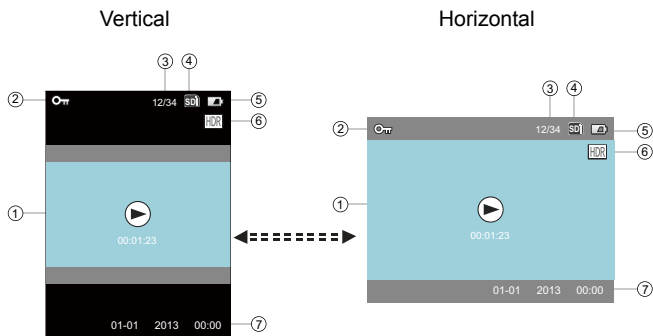 Vertical
Horizontal
③ ④
② 12/34 SD ⑤
HDR ⑥
①
00:01:23
01-01 2013 00:00 ⑦
③ ④
② 12/34 SD ⑤
HDR ⑥
①
00:01:23
01-01 2013 00:00 ⑦